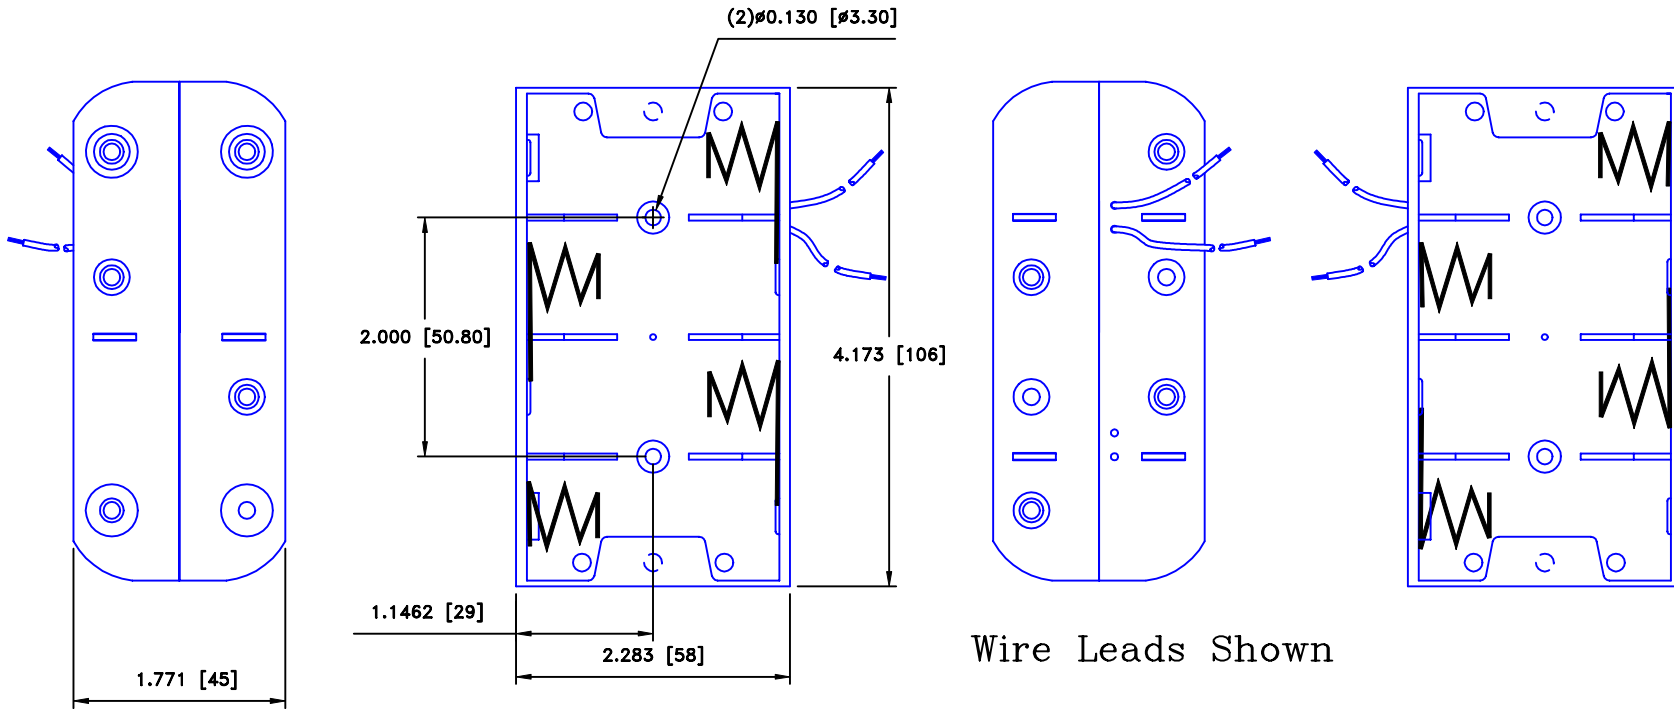 (2)ø0.130 [ø3.30]
2.000 [50.80]
4.173 [106]
1.1462 [29]
2.283 [58]
1.771 [45]
Wire Leads Shown